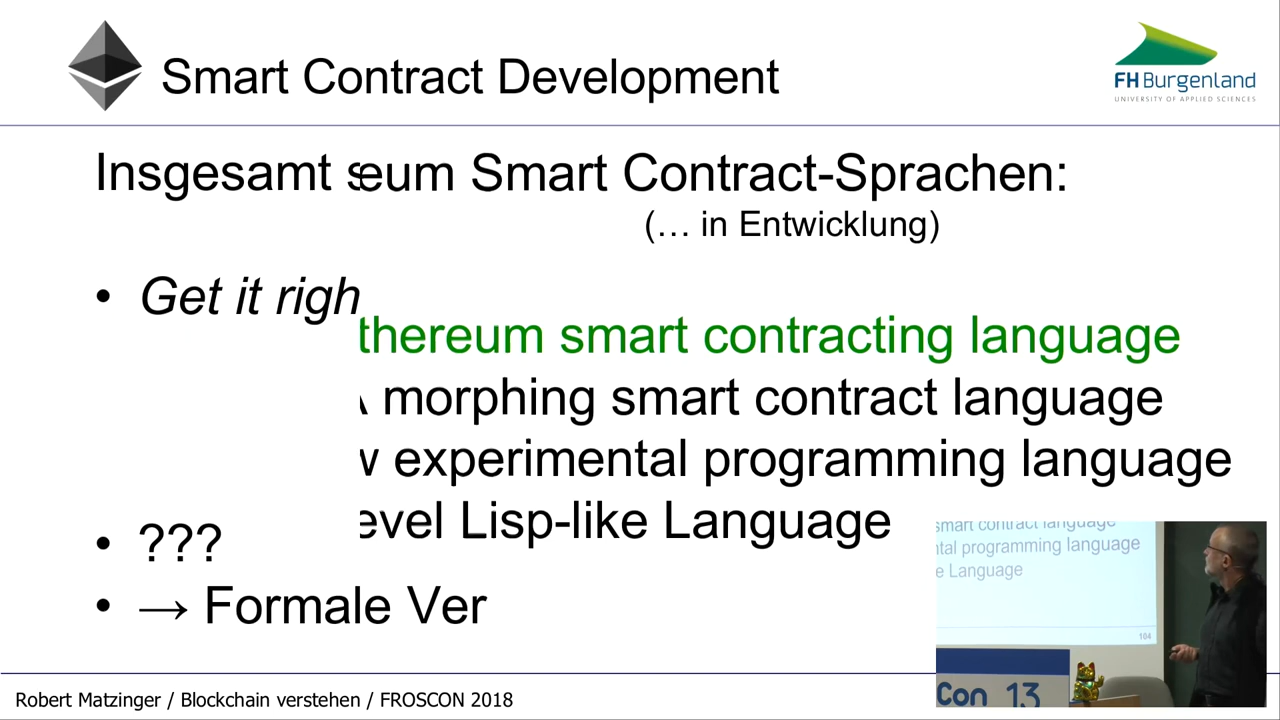 Smart Contract Development
FH Burgenland
UNIVERSITY OF APPLIED SCIENCES
Insgesamt s
eum Smart Contract-Sprachen:
(… in Entwicklung)
• Get it righ
thereum smart contracting language
A morphing smart contract language
w experimental programming language
evel Lisp-like Language
• ???
• → Formale Ver
smart contract language
ntal programming language
e Language
104
Con 13
Robert Matzinger / Blockchain verstehen / FROSCON 2018